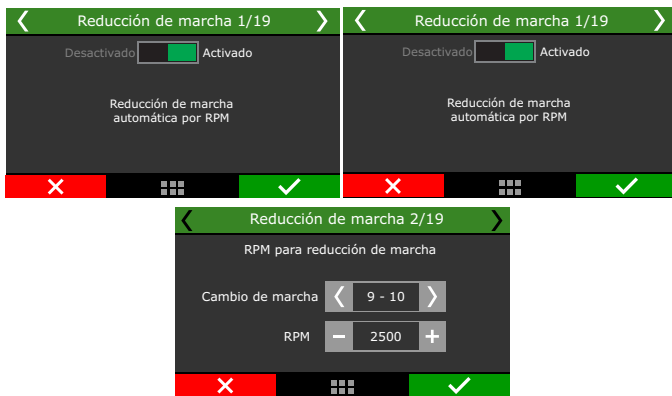 Reducción de marcha 1/19
Desactivado Activado
Reducción de marcha
automática por RPM
Reducción de marcha 1/19
Desactivado Activado
Reducción de marcha
automática por RPM
Reducción de marcha 2/19
RPM para reducción de marcha
Cambio de marcha 9 - 10
RPM 2500